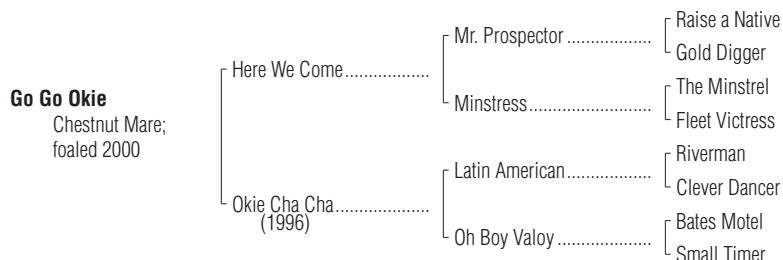 Go Go Okie
Chestnut Mare;
foaled 2000
Here We Come....................
Okie Cha Cha......................
(1996)
Mr. Prospector ...................
Minstress............................
Latin American...................
Oh Boy Valoy .....................
Raise a Native
Gold Digger
The Minstrel
Fleet Victress
Riverman
Clever Dancer
Bates Motel
Small Timer